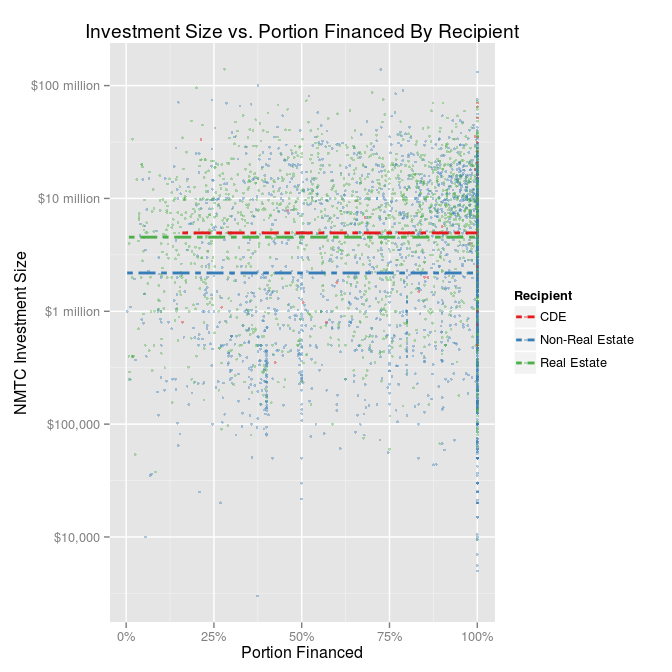 Investment Size vs. Portion Financed By Recipient
$100 million
$10 million
$1 million
$100,000
$10,000
NMTC Investment Size
0%
25%
50%
75%
100%
Portion Financed
Recipient
CDE
Non-Real Estate
Real Estate